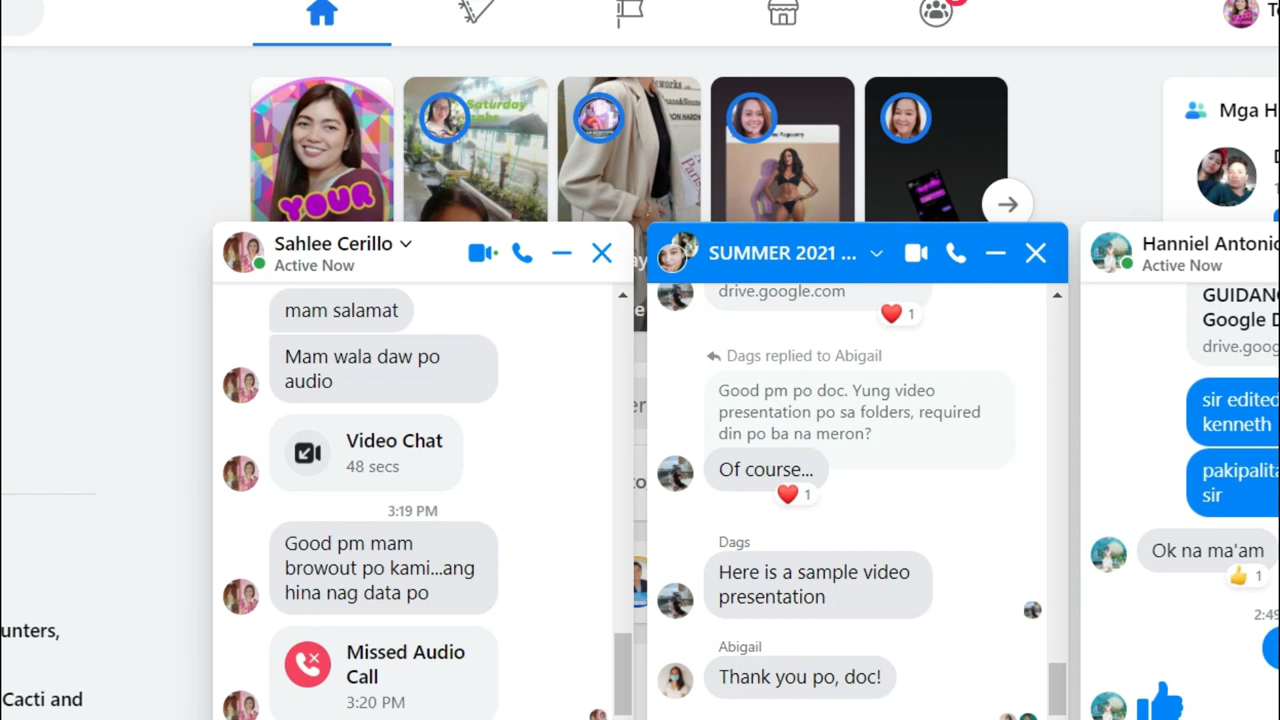 Saturday
YOUR
Mga H
Sahlee Cerillo
Active Now
mam salamat
Mam wala daw po
audio
Video Chat
48 secs
3:19 PM
Good pm mam
browout po kami...ang
hina nag data po
Missed Audio
Call
3:20 PM
SUMMER 2021 ...
drive.google.com
1
Dags replied to Abigail
Good pm po doc. Yung video
presentation po sa folders, required
din po ba na meron?
Of course...
1
Dags
Here is a sample video
presentation
Abigail
Thank you po, doc!
Hanniel Antonio
Active Now
GUIDAN
Google D
drive.goog
sir edited
kenneth
pakipalita
sir
Ok na ma'am
1
2:49
unters,
Cacti and